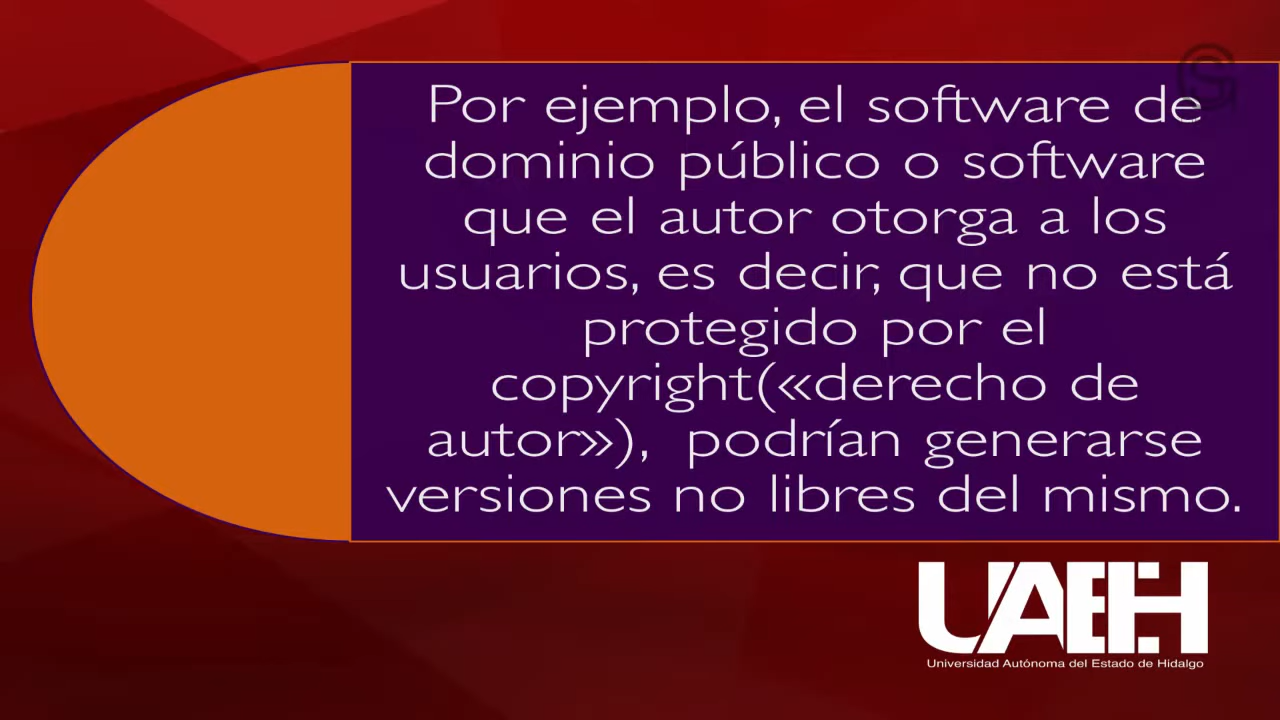 Por ejemplo, el software de
dominio público o software
que el autor otorga a los
usuarios, es decir, que no está
protegido por el
copyright(«derecho de
autor»),  podrían generarse
versiones no libres del mismo.
UAEH
Universidad Autónoma del Estado de Hidalgo